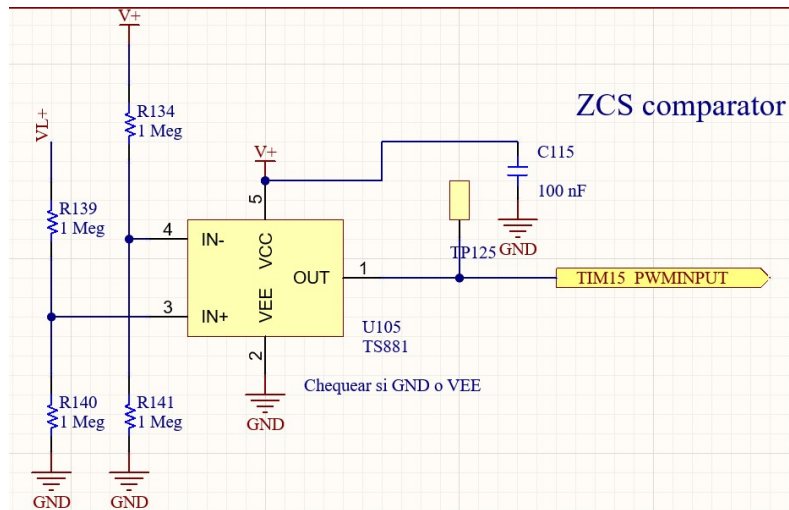 V+
ZCS comparator
VL+
R134
1 Meg
V+
C115
100 nF
GND
R139
1 Meg
5
4
IN-
VCC
TP125
OUT
1
TIM15_PWMINPUT
3
IN+
VEE
U105
TS881
2
Chequear si GND o VEE
GND
R140
1 Meg
R141
1 Meg
GND
GND